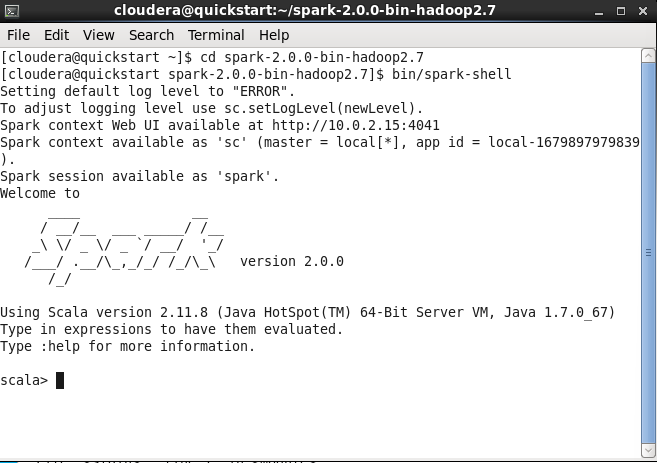 cloudera@quickstart:~/spark-2.0.0-bin-hadoop2.7
File Edit View Search Terminal Help
[cloudera@quickstart ~]$ cd spark-2.0.0-bin-hadoop2.7
[cloudera@quickstart spark-2.0.0-bin-hadoop2.7]$ bin/spark-shell
Setting default log level to "ERROR".
To adjust logging level use sc.setLogLevel(newLevel).
Spark context Web UI available at http://10.0.2.15:4041
Spark context available as 'sc' (master = local[*], app id = local-1679897979839
).
Spark session available as 'spark'.
Welcome to
      ____              __
     / __/__  ___ _____/ /__
    _\ \/ _ \/ _ `/ __/  '_/
   /___/ .__/\_,_/_/ /_/\_\   version 2.0.0
      /_/
Using Scala version 2.11.8 (Java HotSpot(TM) 64-Bit Server VM, Java 1.7.0_67)
Type in expressions to have them evaluated.
Type :help for more information.
scala>